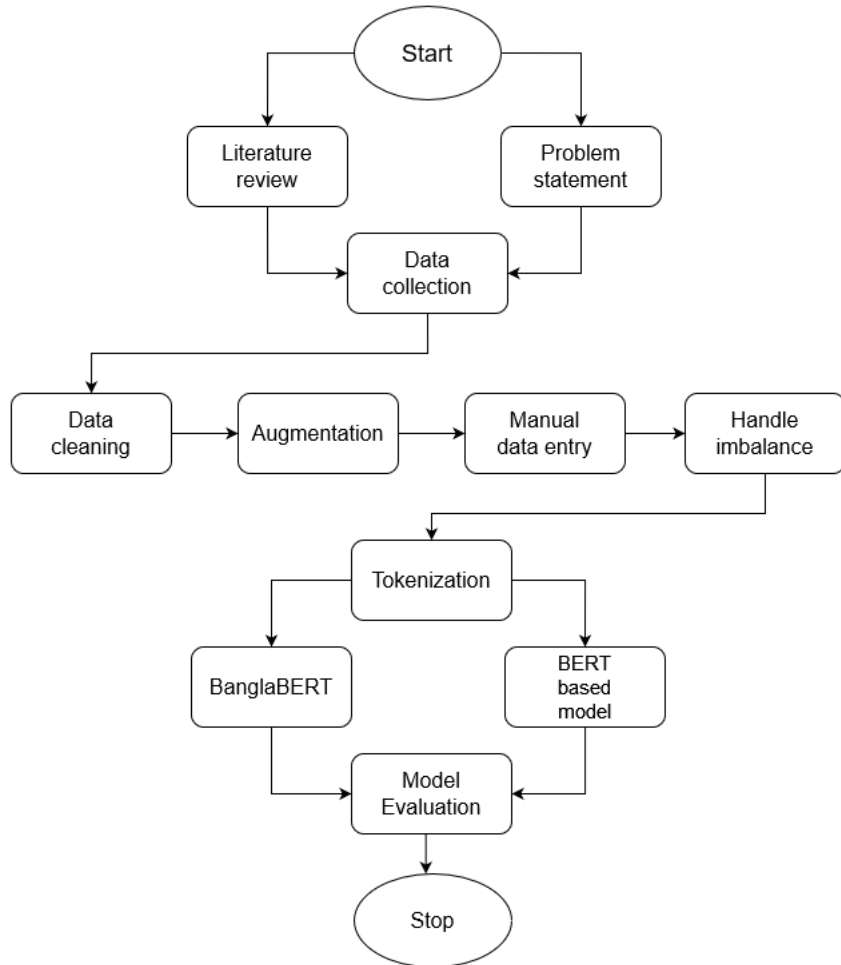 Start
Literature
review
Problem
statement
Data
collection
Data
cleaning
Augmentation
Manual
data entry
Handle
imbalance
Tokenization
BanglaBERT
BERT
based
model
Model
Evaluation
Stop